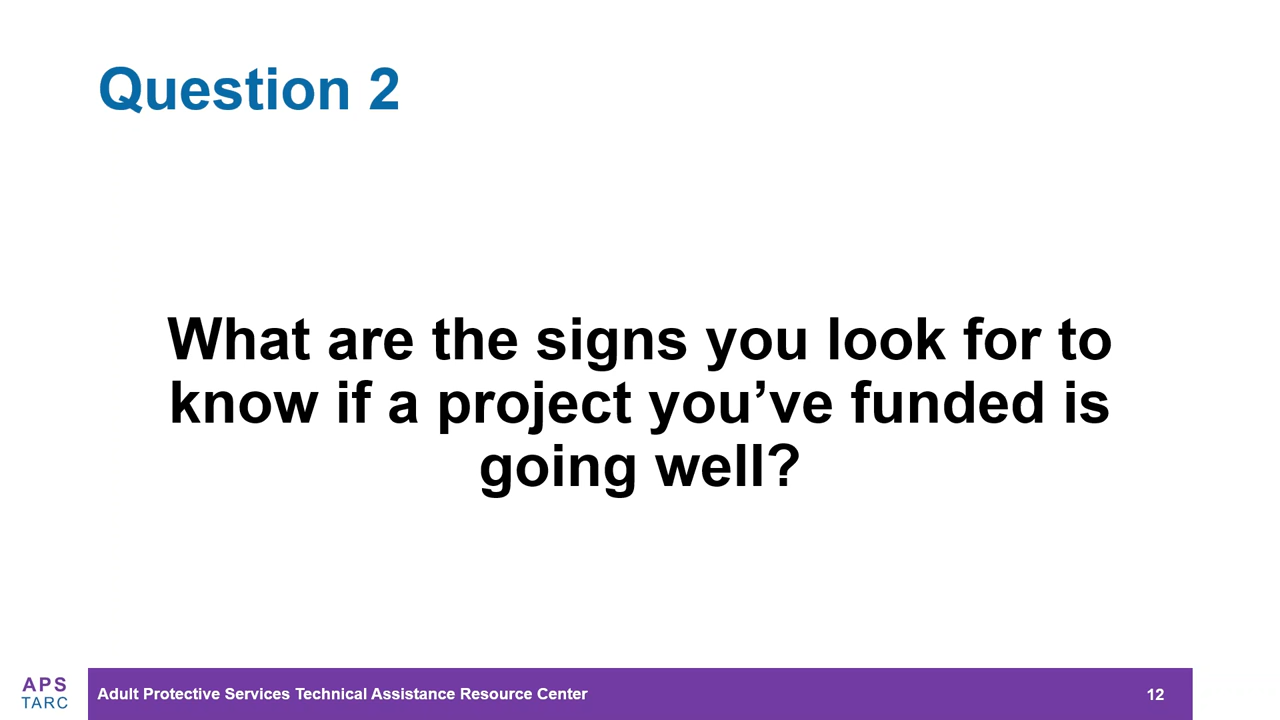 Question 2
What are the signs you look for to
know if a project you’ve funded is
going well?
APS
TARC
Adult Protective Services Technical Assistance Resource Center
12